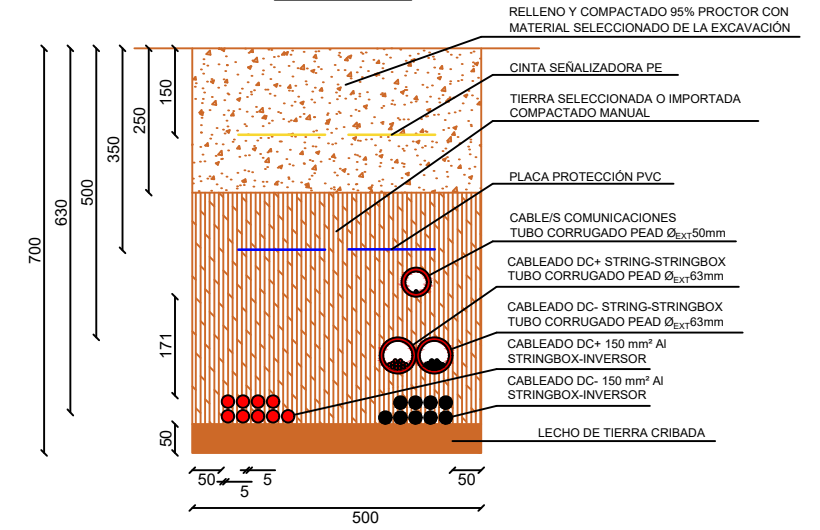 RELLENO Y COMPACTADO 95% PROCTOR CON
MATERIAL SELECCIONADO DE LA EXCAVACIÓN
CINTA SEÑALIZADORA PE
TIERRA SELECCIONADA O IMPORTADA
COMPACTADO MANUAL
PLACA PROTECCIÓN PVC
CABLE/S COMUNICACIONES
TUBO CORRUGADO PEAD ØEXT50mm
CABLEADO DC+ STRING-STRINGBOX
TUBO CORRUGADO PEAD ØEXT63mm
CABLEADO DC- STRING-STRINGBOX
TUBO CORRUGADO PEAD ØEXT63mm
CABLEADO DC+ 150 mm² Al
STRINGBOX-INVERSOR
CABLEADO DC- 150 mm² Al
STRINGBOX-INVERSOR
LECHO DE TIERRA CRIBADA
700
630
500
350
250
150
171
50
50
5
5
50
500